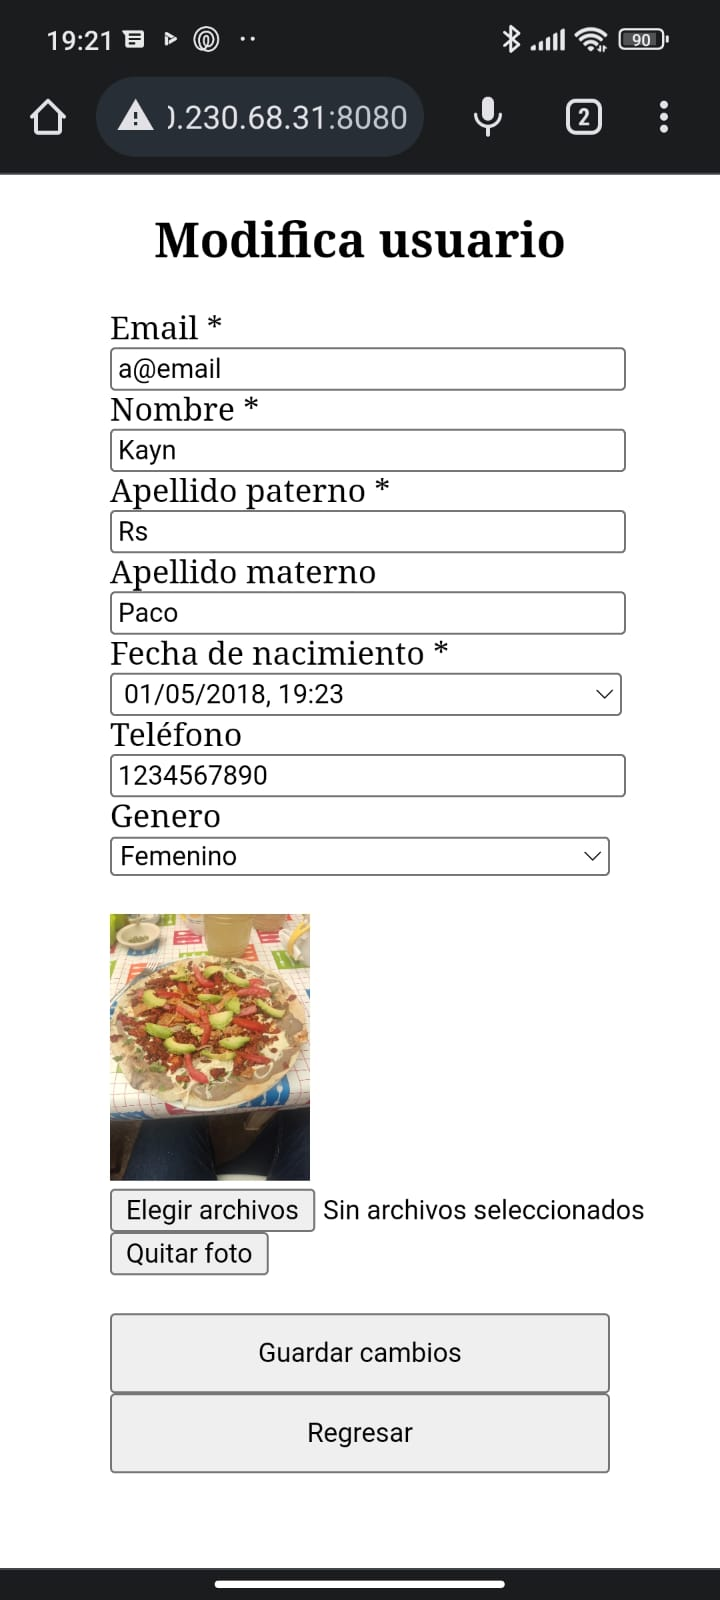 19:21
90
).230.68.31:8080
2
Modifica usuario
Email *
a@email
Nombre *
Kayn
Apellido paterno *
Rs
Apellido materno
Paco
Fecha de nacimiento *
01/05/2018, 19:23
Teléfono
1234567890
Genero
Femenino
Elegir archivos Sin archivos seleccionados
Quitar foto
Guardar cambios
Regresar